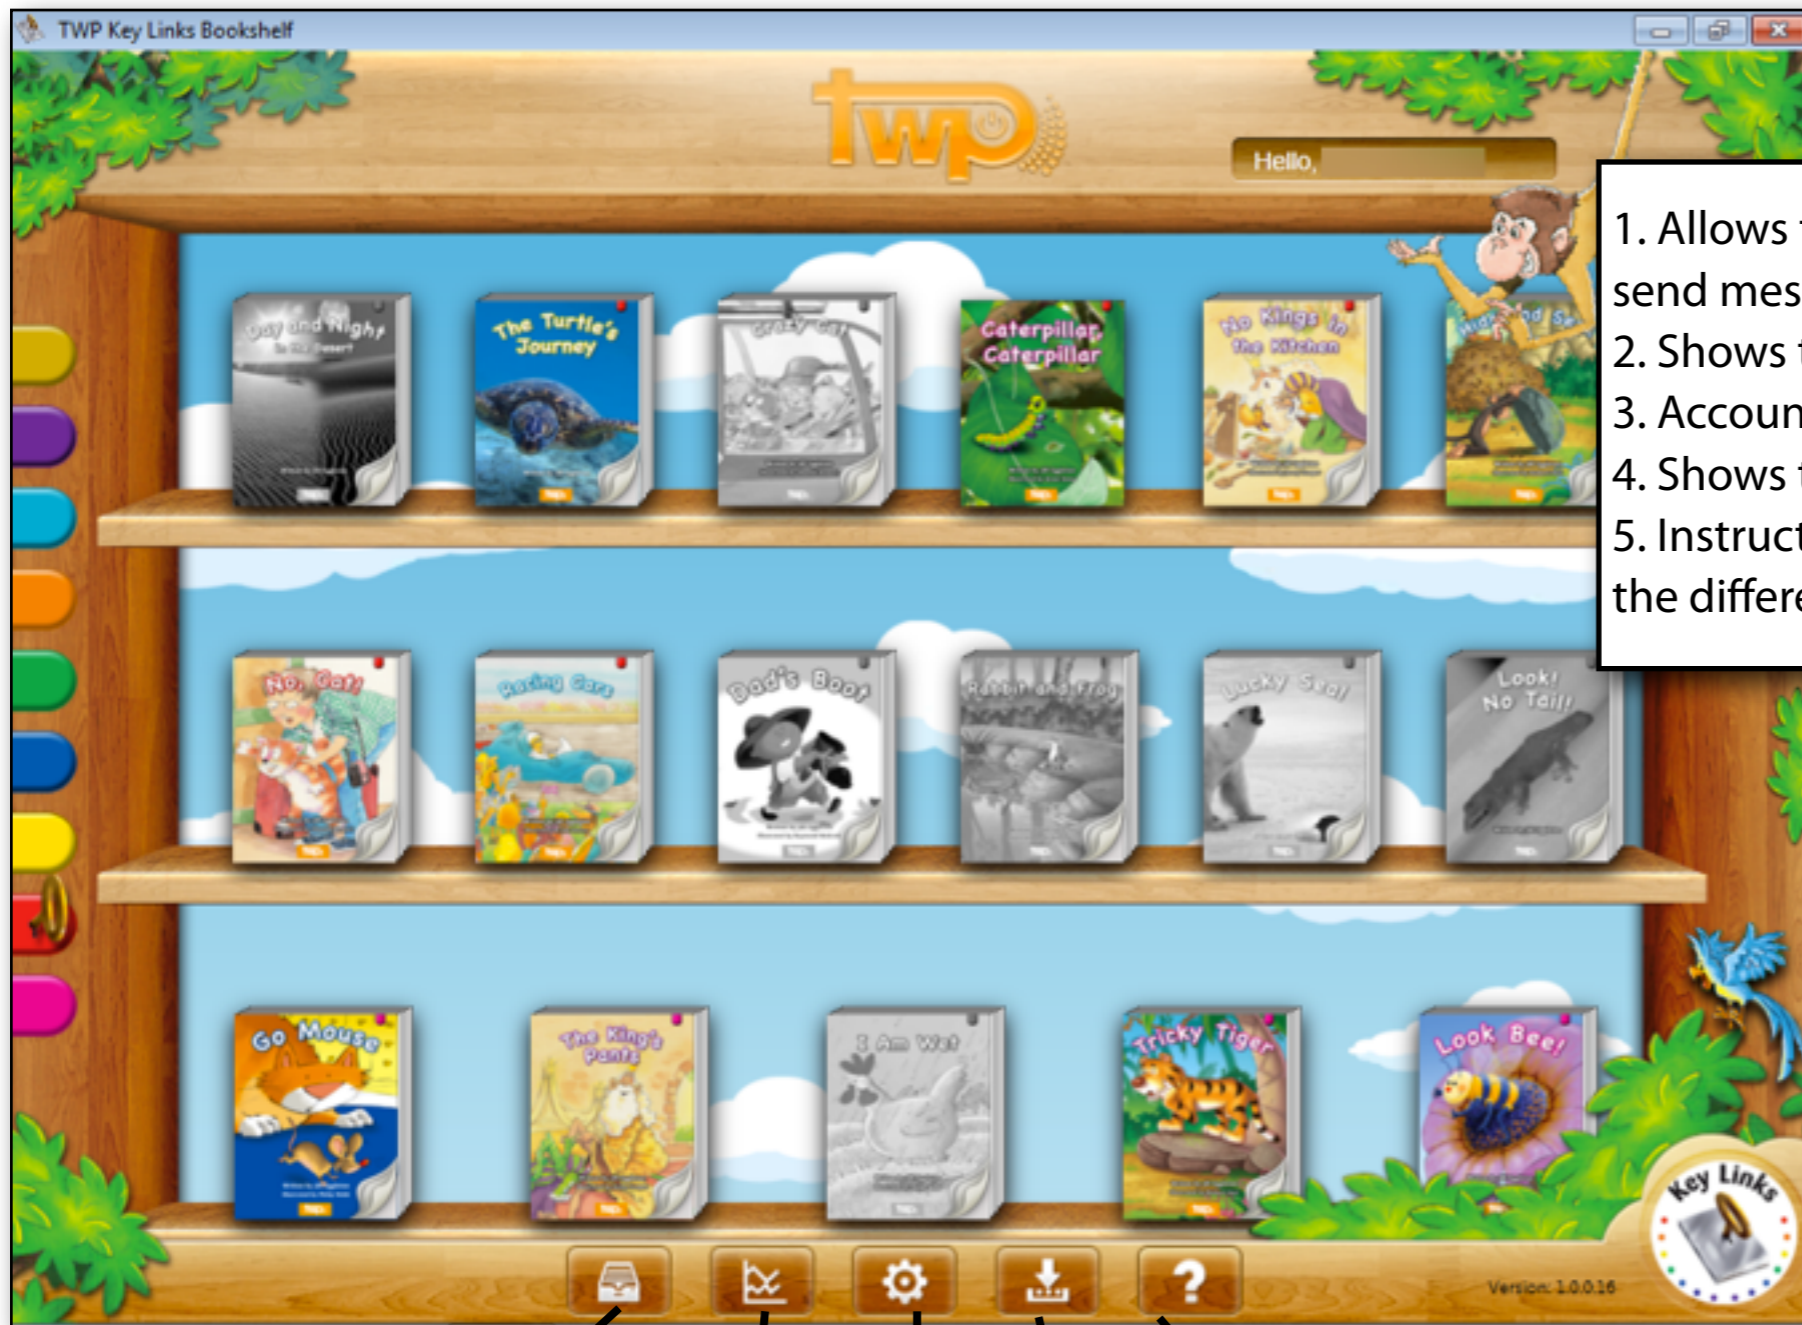 TWP Key Links Bookshelf
twp
Hello,
1. Allows
send mes
2. Shows
3. Accoun
4. Shows
5. Instruct
the differe
Day and Night
in the Desert
The Turtle's
Journey
Crazy Cat
Caterpillar,
Caterpillar
No Kings in
the Kitchen
No, Cat!
Racing Cars
Dad's Boot
Rabbit and Frog
Lucky Seal
Look!
No Tail!
Go Mouse
The King's
Pants
I Am Wet
Tricky Tiger
Look Bee!
Key Links
?
Version: 1.0.0.16